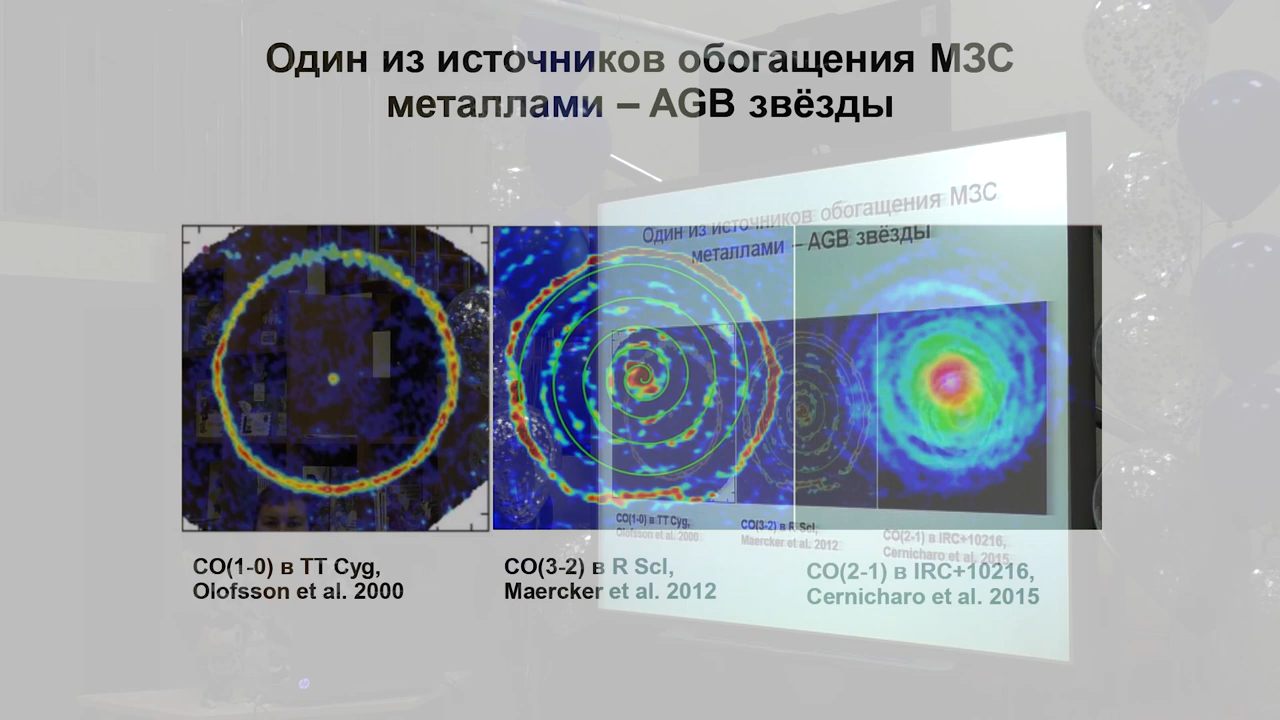 Один из источников обогащения МЗС
металлами – AGB звёзды
Один из источников обогащения МЗС
металлами – AGB звёзды
CO(1-0) в TT Cyg,
Olofsson et al. 2000
CO(3-2) в R Scl,
Maercker et al. 2012
CO(2-1) в IRC+10216,
Cernicharo et al. 2015
CO(1-0) в TT Cyg,
Olofsson et al. 2000
CO(3-2) в R Scl,
Maercker et al. 2012
CO(2-1) в IRC+10216,
Cernicharo et al. 2015